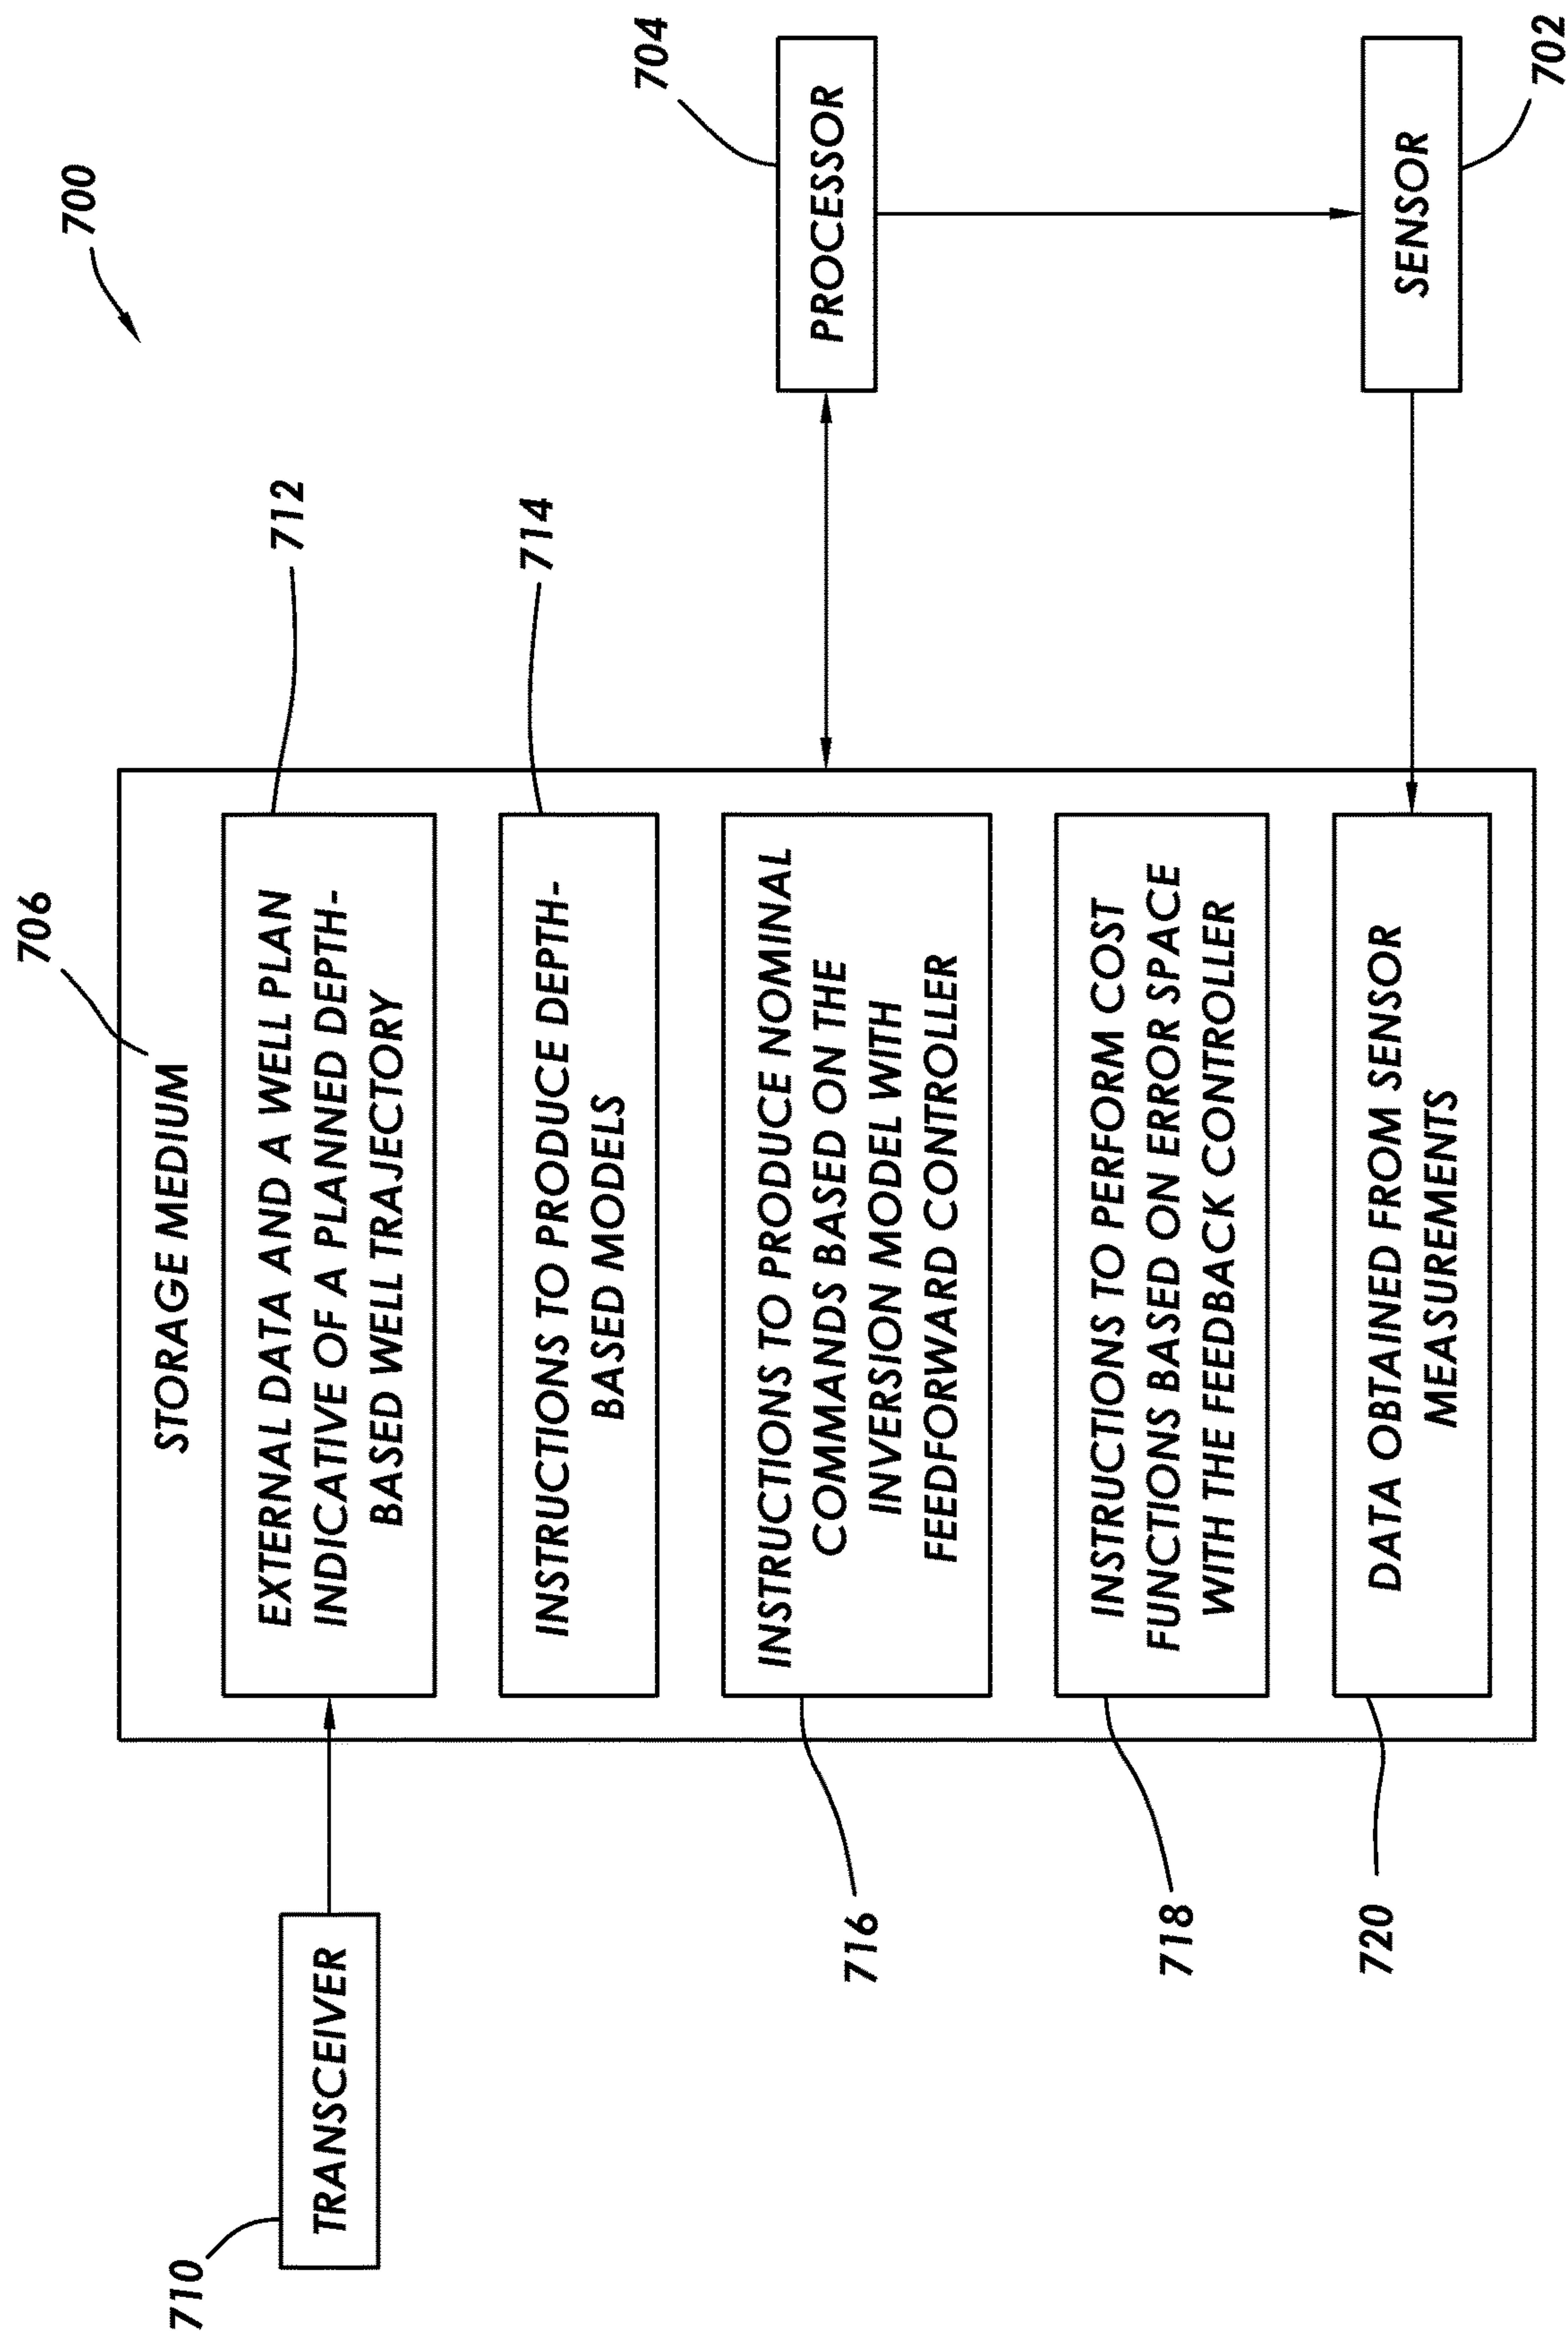 700
706
STORAGE MEDIUM
710
TRANSCEIVER
EXTERNAL DATA AND A WELL PLAN
INDICATIVE OF A PLANNED DEPTH-
BASED WELL TRAJECTORY
712
INSTRUCTIONS TO PRODUCE DEPTH-
BASED MODELS
714
716
INSTRUCTIONS TO PRODUCE NOMINAL
COMMANDS BASED ON THE
INVERSION MODEL WITH
FEEDFORWARD CONTROLLER
704
PROCESSOR
718
INSTRUCTIONS TO PERFORM COST
FUNCTIONS BASED ON ERROR SPACE
WITH THE FEEDBACK CONTROLLER
720
DATA OBTAINED FROM SENSOR
MEASUREMENTS
SENSOR
702